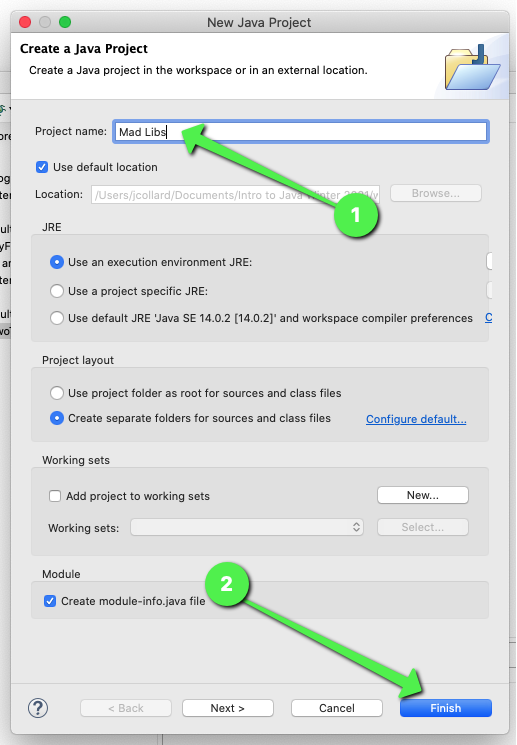 New Java Project
Create a Java Project
Create a Java project in the workspace or in an external location.
Project name: Mad Libs
1
Use default location
Location: /Users/jcollard/Documents/Intro to Java Winter Browse...
JRE
Use an execution environment JRE:
Use a project specific JRE:
Use default JRE 'Java SE 14.0.2 [14.0.2]' and workspace compiler preferences C
Project layout
Use project folder as root for sources and class files
Create separate folders for sources and class files Configure default...
Working sets
Add project to working sets New...
Working sets: Select...
2
Module
Create module-info.java file
? < Back Next > Cancel Finish